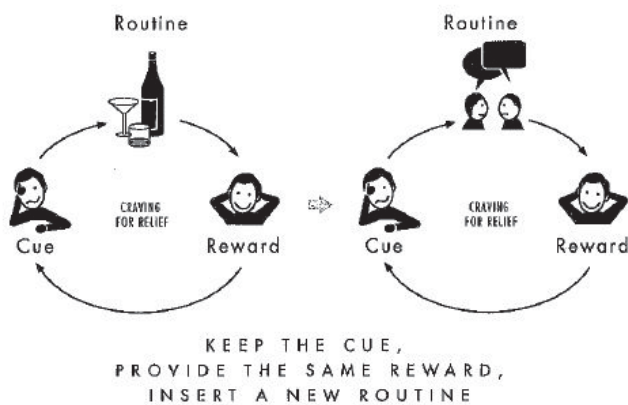 Routine
Routine
CRAVING
FOR RELIEF
Cue
Reward
CRAVING
FOR RELIEF
Cue
Reward
KEEP THE CUE,
PROVIDE THE SAME REWARD,
INSERT A NEW ROUTINE